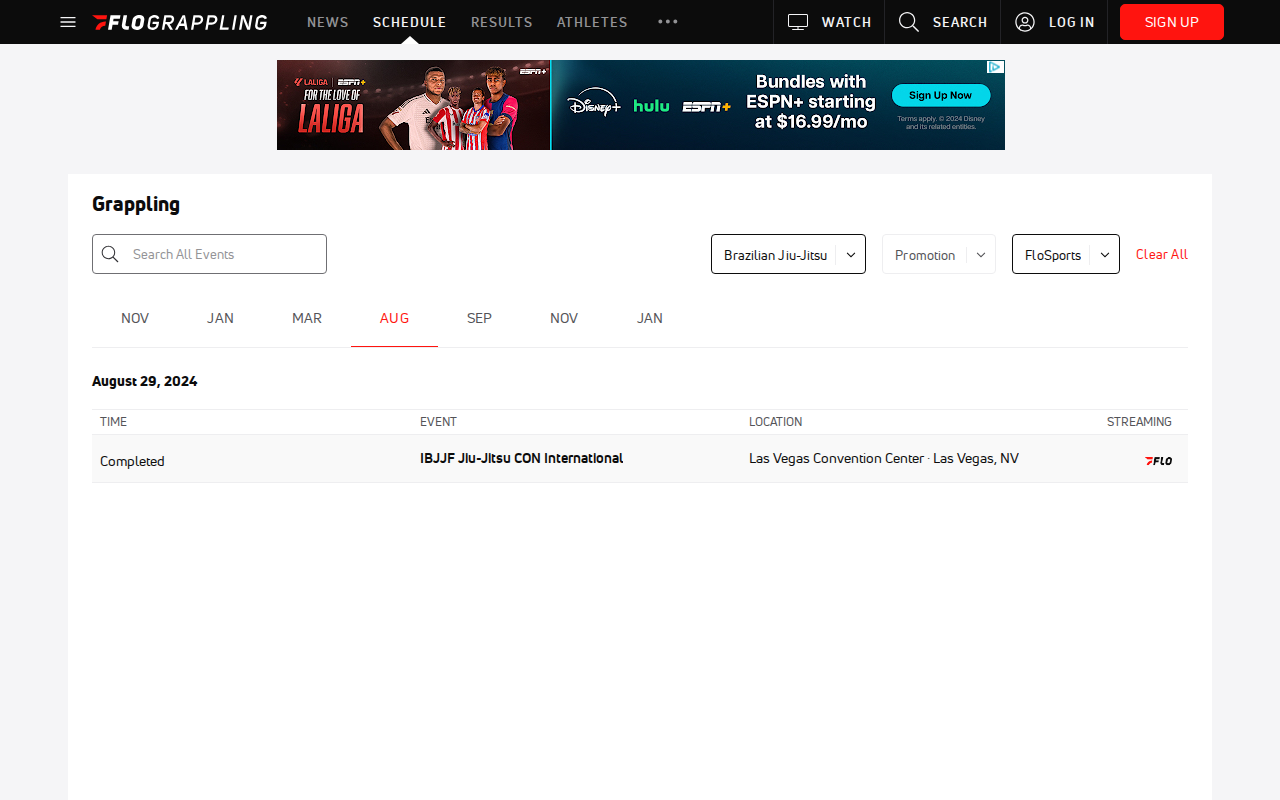 FLOGRAPPLING
NEWS
SCHEDULE
RESULTS
ATHLETES
WATCH
SEARCH
LOG IN
SIGN UP
LALIGA ESPN+
FOR THE LOVE OF
LALIGA
ESPN+
Disney+
hulu
ESPN+
Bundles with
ESPN+ starting
at $16.99/mo
Sign Up Now
Terms apply. © 2024 Disney
and its related entities.
Grappling
Search All Events
Brazilian Jiu-Jitsu
Promotion
FloSports
Clear All
NOV
JAN
MAR
AUG
SEP
NOV
JAN
August 29, 2024
TIME
EVENT
LOCATION
STREAMING
Completed
IBJJF Jiu-Jitsu CON International
Las Vegas Convention Center · Las Vegas, NV
FLO